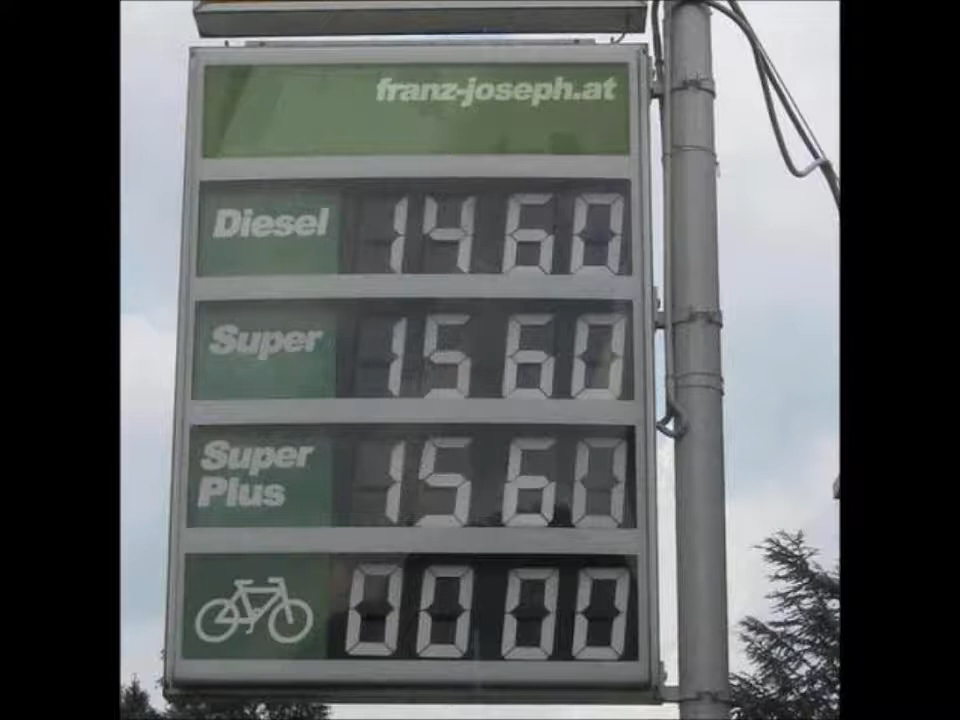 franz-joseph.at
Diesel 1460
Super 1560
Super
Plus 1560
0000